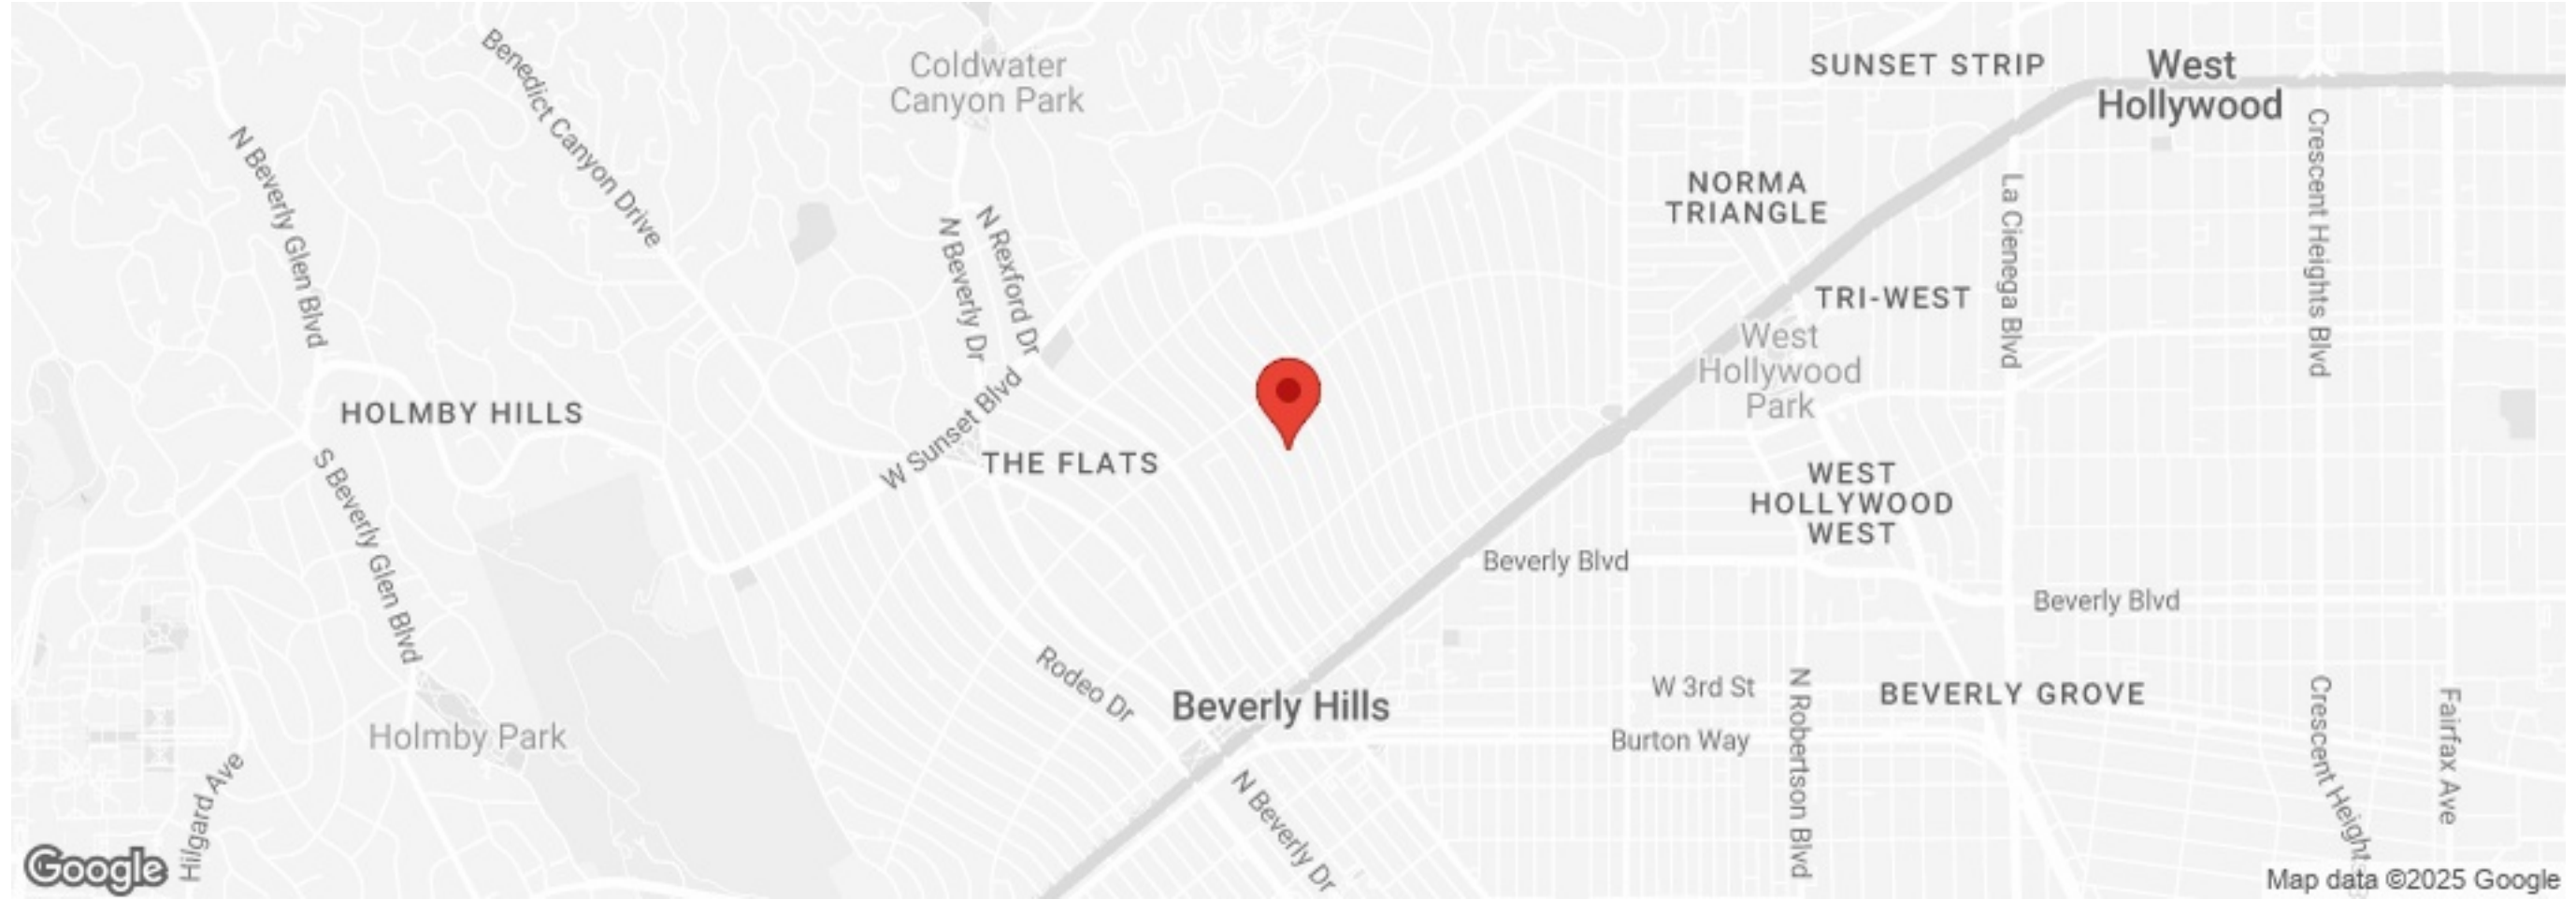 Coldwater
Canyon Park
SUNSET STRIP
West
Hollywood
Benedict Canyon Drive
N Beverly Glen Blvd
N Rexford Dr
N Beverly Dr
NORMA
TRIANGLE
La Cienega Blvd
Crescent Heights Blvd
TRI-WEST
West
Hollywood
Park
HOLMBY HILLS
W Sunset Blvd
THE FLATS
WEST
HOLLYWOOD
WEST
S Beverly Glen Blvd
Beverly Blvd
Beverly Blvd
Rodeo Dr
Beverly Hills
W 3rd St
N Robertson Blvd
BEVERLY GROVE
Crescent Heights
Fairfax Ave
Holmby Park
Burton Way
Hilgard Ave
N Beverly Dr
Google
Map data ©2025 Google